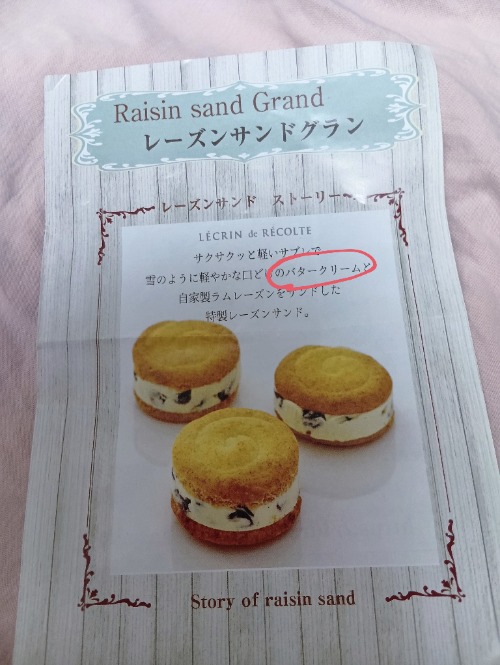 Raisin sand Grand
レーズンサンドグラン
レーズンサンド ストーリー
LÉCRIN de RÉCOLTE
サクサクッと軽いサブレで
雪のように軽やかな口どけのバタークリームと
自家製ラムレーズンをサンドした
特製レーズンサンド。
Story of raisin sand